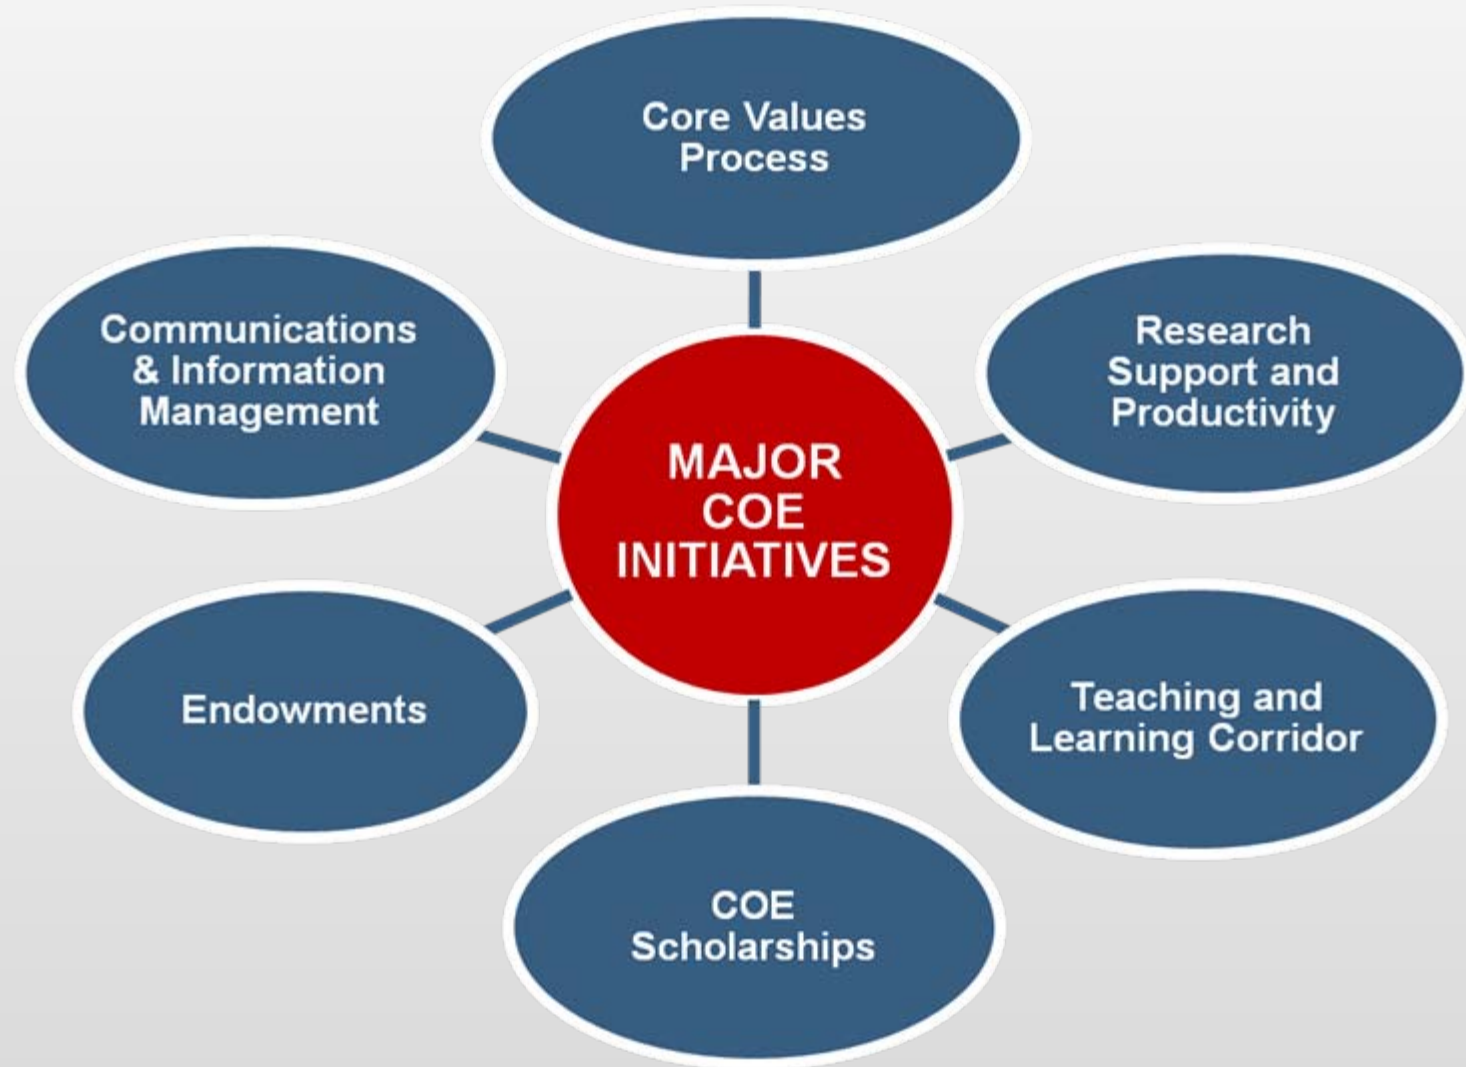 Core Values
Process
Communications
& Information
Management
Research
Support and
Productivity
MAJOR
COE
INITIATIVES
Endowments
Teaching and
Learning Corridor
COE
Scholarships